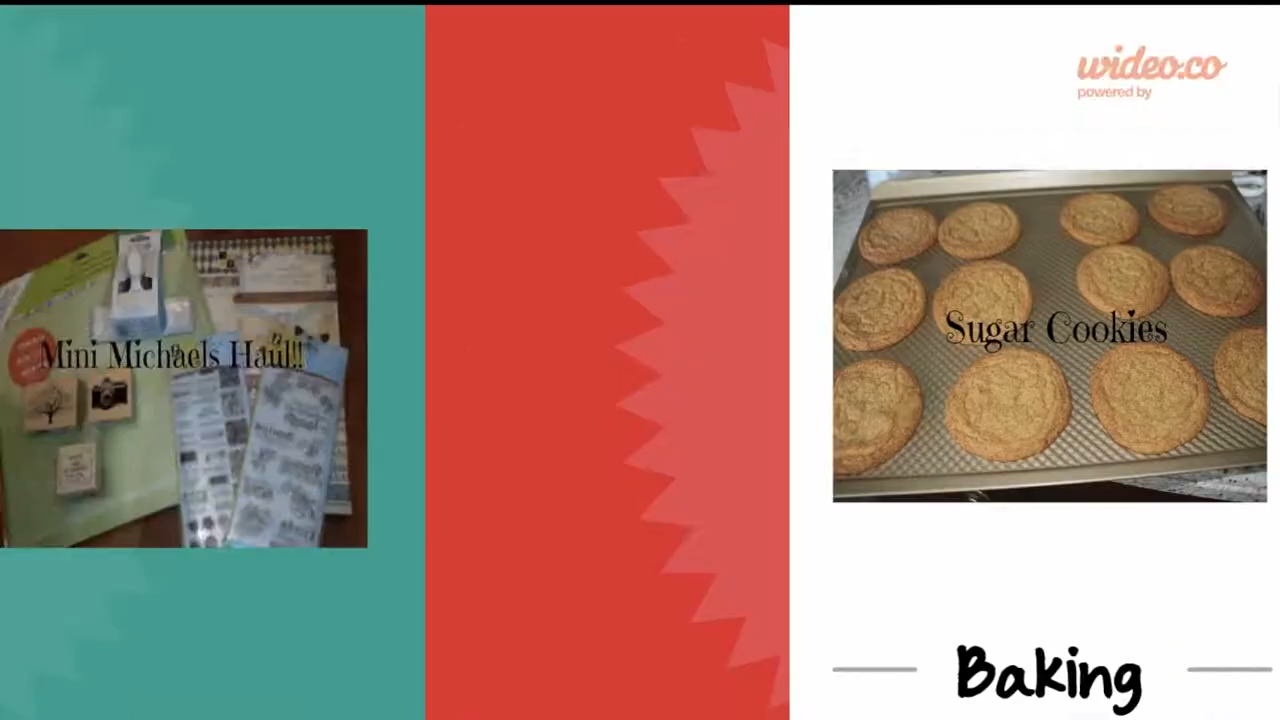 wideo.co
powered by
Mini Michaels Haul!!
Sugar Cookies
Baking